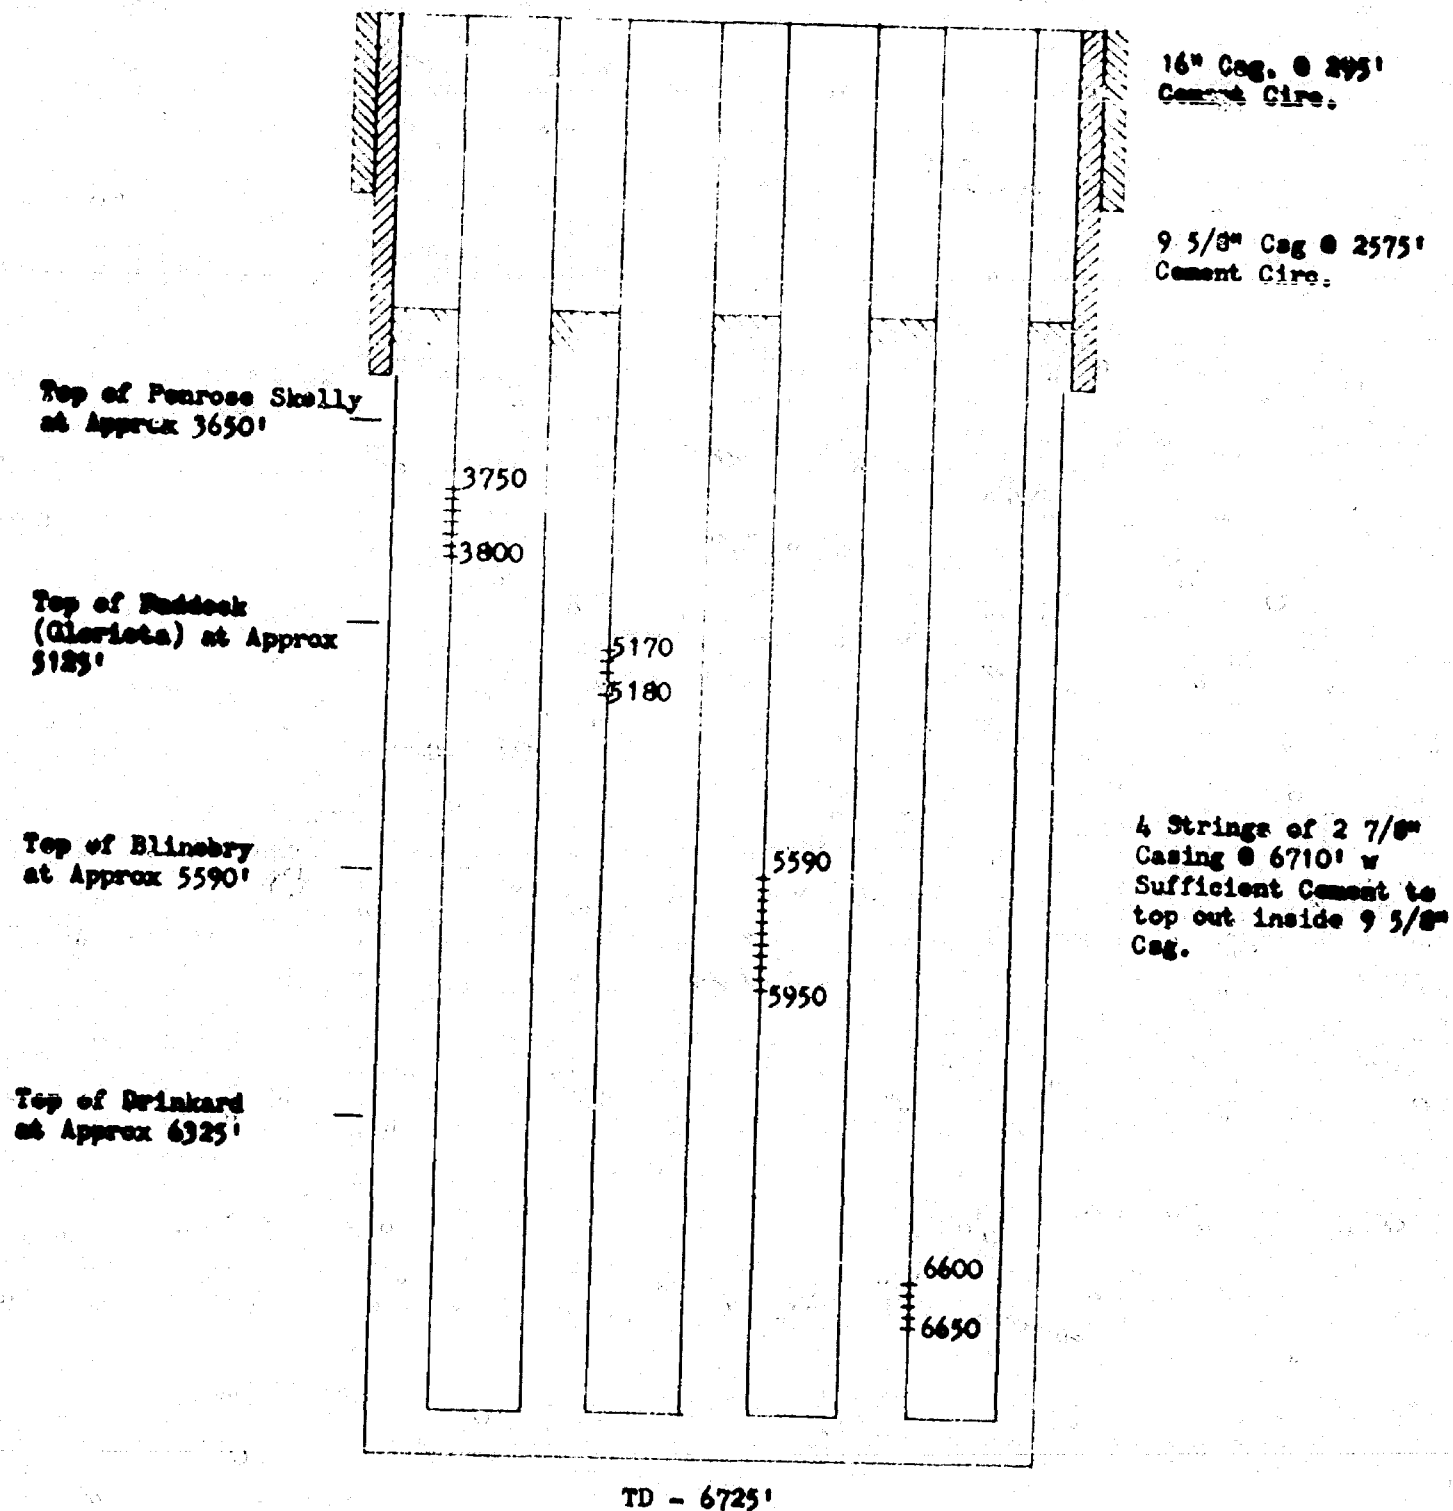 16" Csg. @ 295'
Cement Circ.
9 5/8" Csg @ 2575'
Cement Circ.
Top of Penrose Skelly
at Approx 3650'
3750
3800
Top of Paddock
(Glorieta) at Approx
5125'
5170
5180
4 Strings of 2 7/8"
Casing @ 6710' w
Sufficient Cement to
top out inside 9 5/8"
Csg.
Top of Blinebry
at Approx 5590'
5590
5950
Top of Drinkard
at Approx 6325'
6600
6650
TD - 6725'